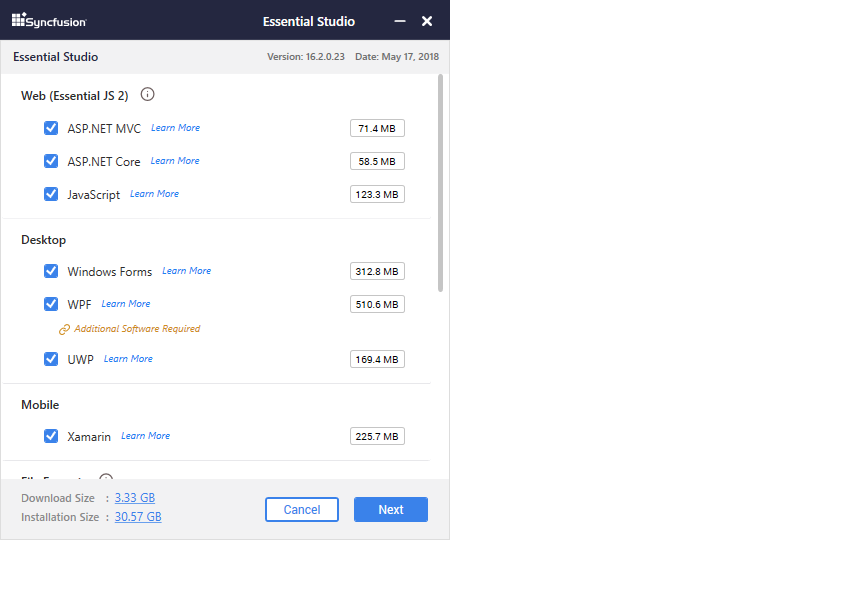 Syncfusion Essential Studio
Essential Studio Version: 16.2.0.23 Date: May 17, 2018
Web (Essential JS 2)
ASP.NET MVC Learn More 71.4 MB
ASP.NET Core Learn More 58.5 MB
JavaScript Learn More 123.3 MB
Desktop
Windows Forms Learn More 312.8 MB
WPF Learn More 510.6 MB
Additional Software Required
UWP Learn More 169.4 MB
Mobile
Xamarin Learn More 225.7 MB
Download Size : 3.33 GB
Installation Size : 30.57 GB
Cancel Next